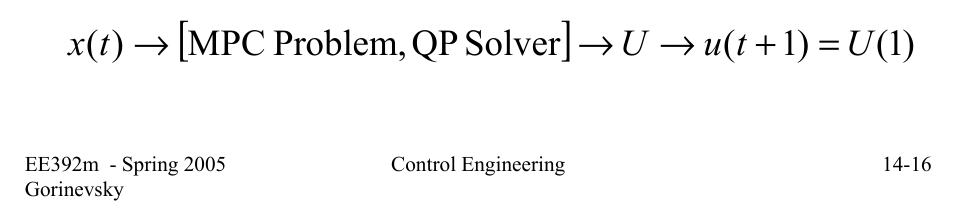 x(t) → [MPC Problem, QP Solver] → U → u(t + 1) = U(1)
EE392m - Spring 2005
Gorinevsky
Control Engineering
14-16